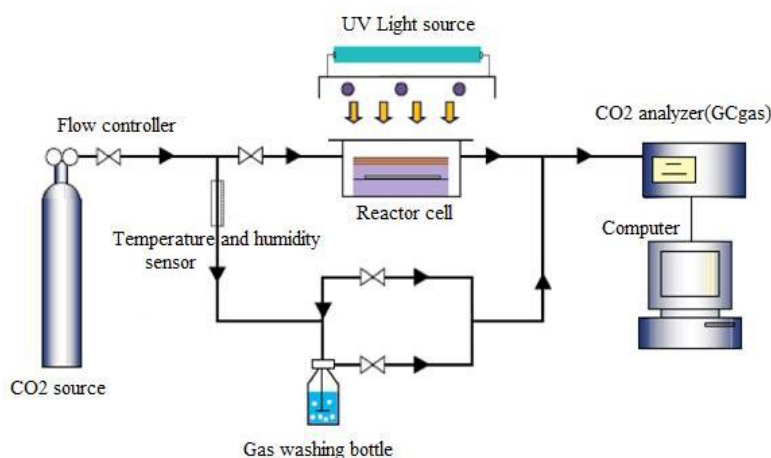 UV Light source
Flow controller
CO2 analyzer(GCgas)
Reactor cell
Temperature and humidity
sensor
Computer
CO2 source
Gas washing bottle